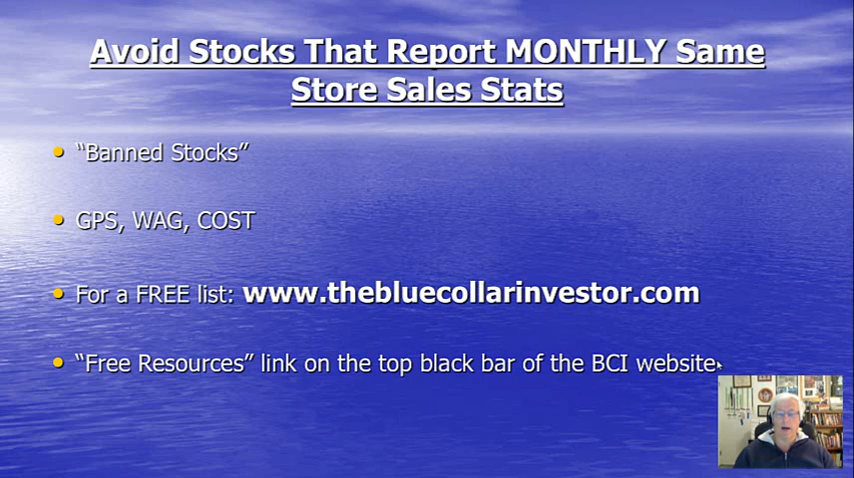 Avoid Stocks That Report MONTHLY Same
Store Sales Stats
“Banned Stocks”
GPS, WAG, COST
For a FREE list: www.thebluecollarinvestor.com
“Free Resources” link on the top black bar of the BCI website